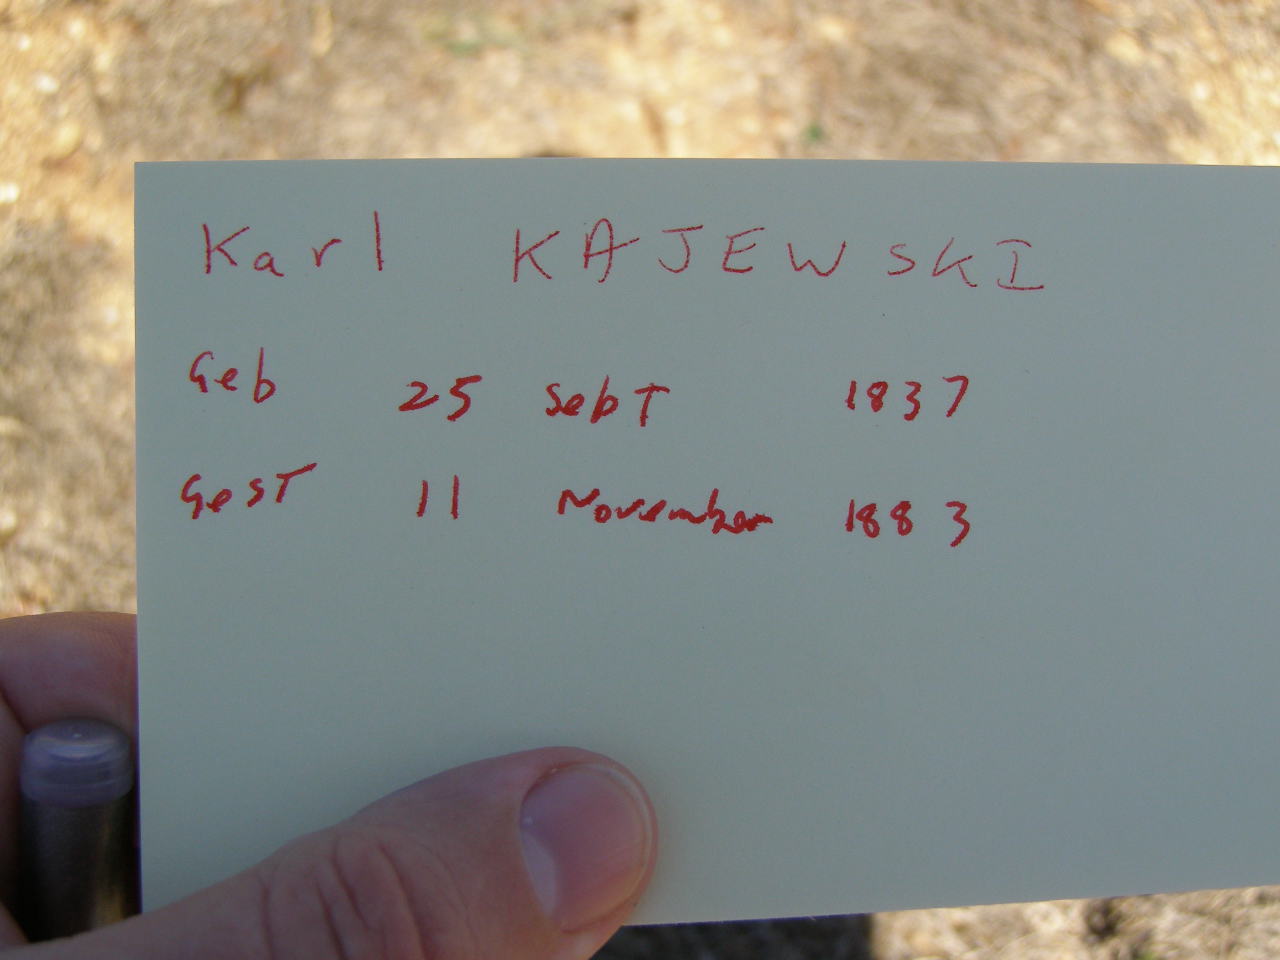 Karl KAJEWSKI
Geb 25 SebT 1837
GesT 11 November 1883